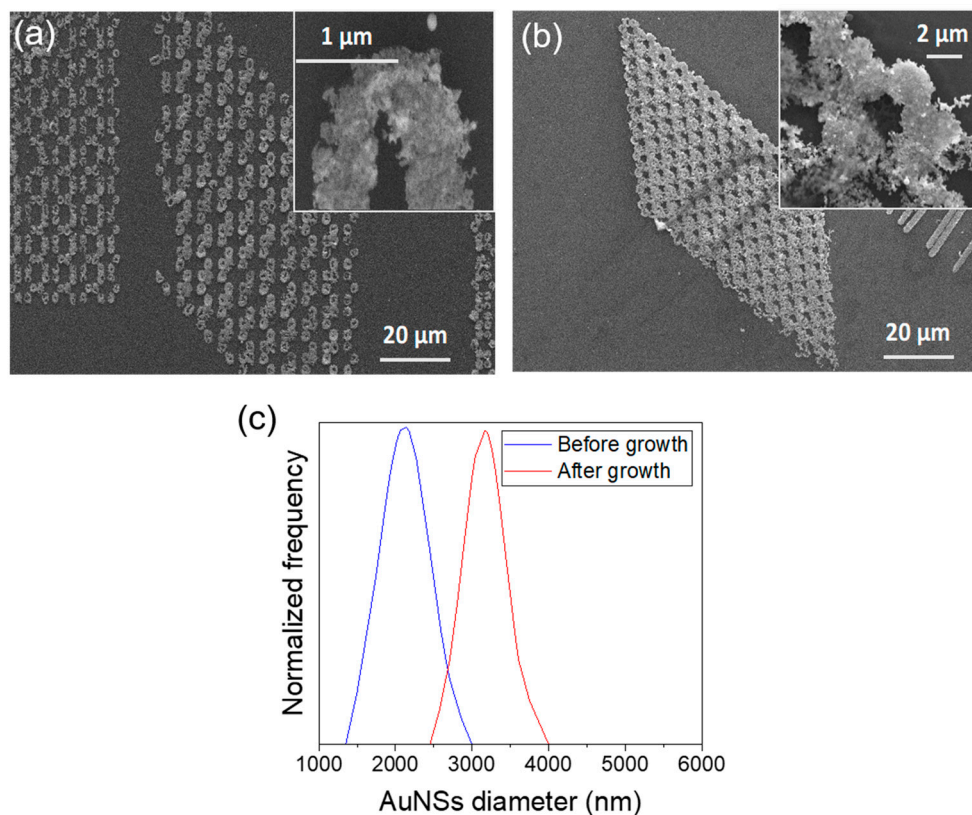 (a)
1 µm
20 µm
(b)
2 µm
20 µm
(c)
Normalized frequency
Before growth
After growth
1000 2000 3000 4000 5000 6000
AuNSs diameter (nm)